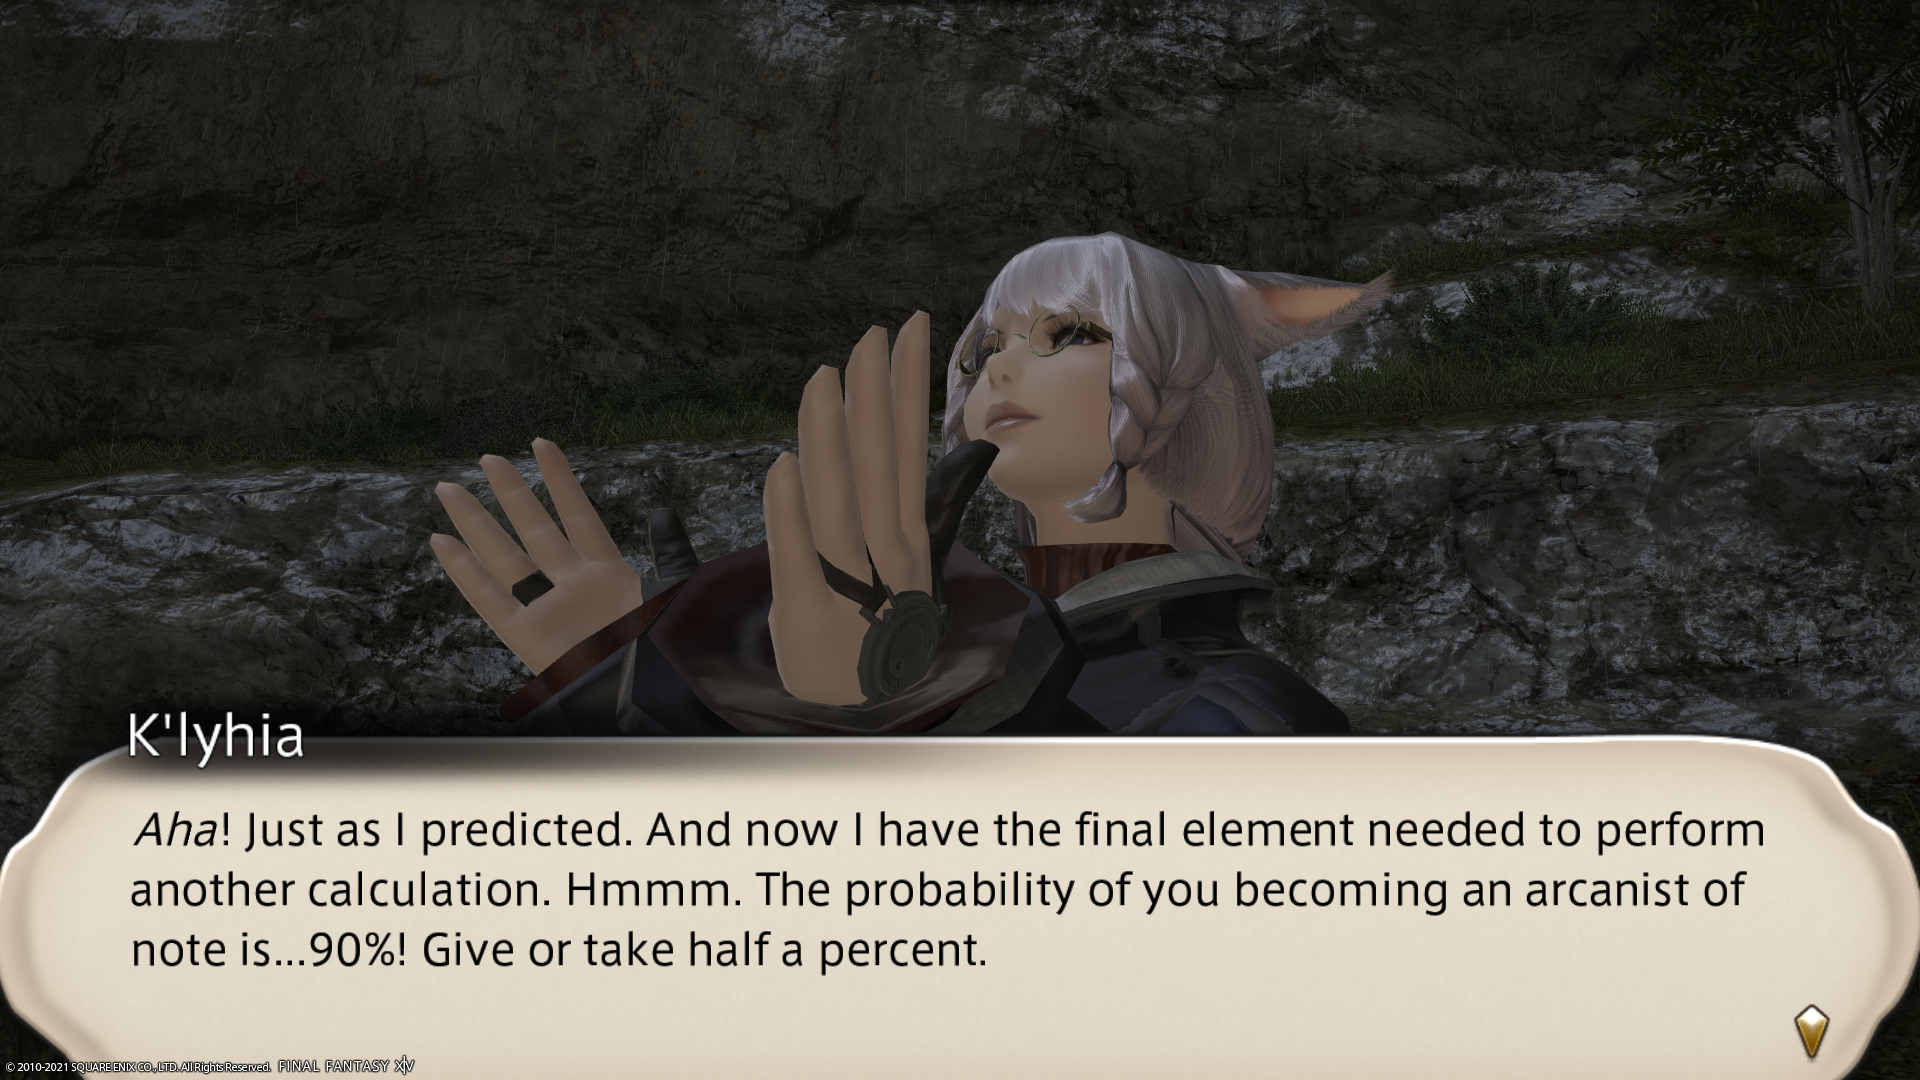 K'lyhia
Aha! Just as I predicted. And now I have the final element needed to perform
another calculation. Hmmm. The probability of you becoming an arcanist of
note is...90%! Give or take half a percent.
© 2010-2021 SQUARE ENIX CO., LTD. All Rights Reserved. FINAL FANTASY XIV